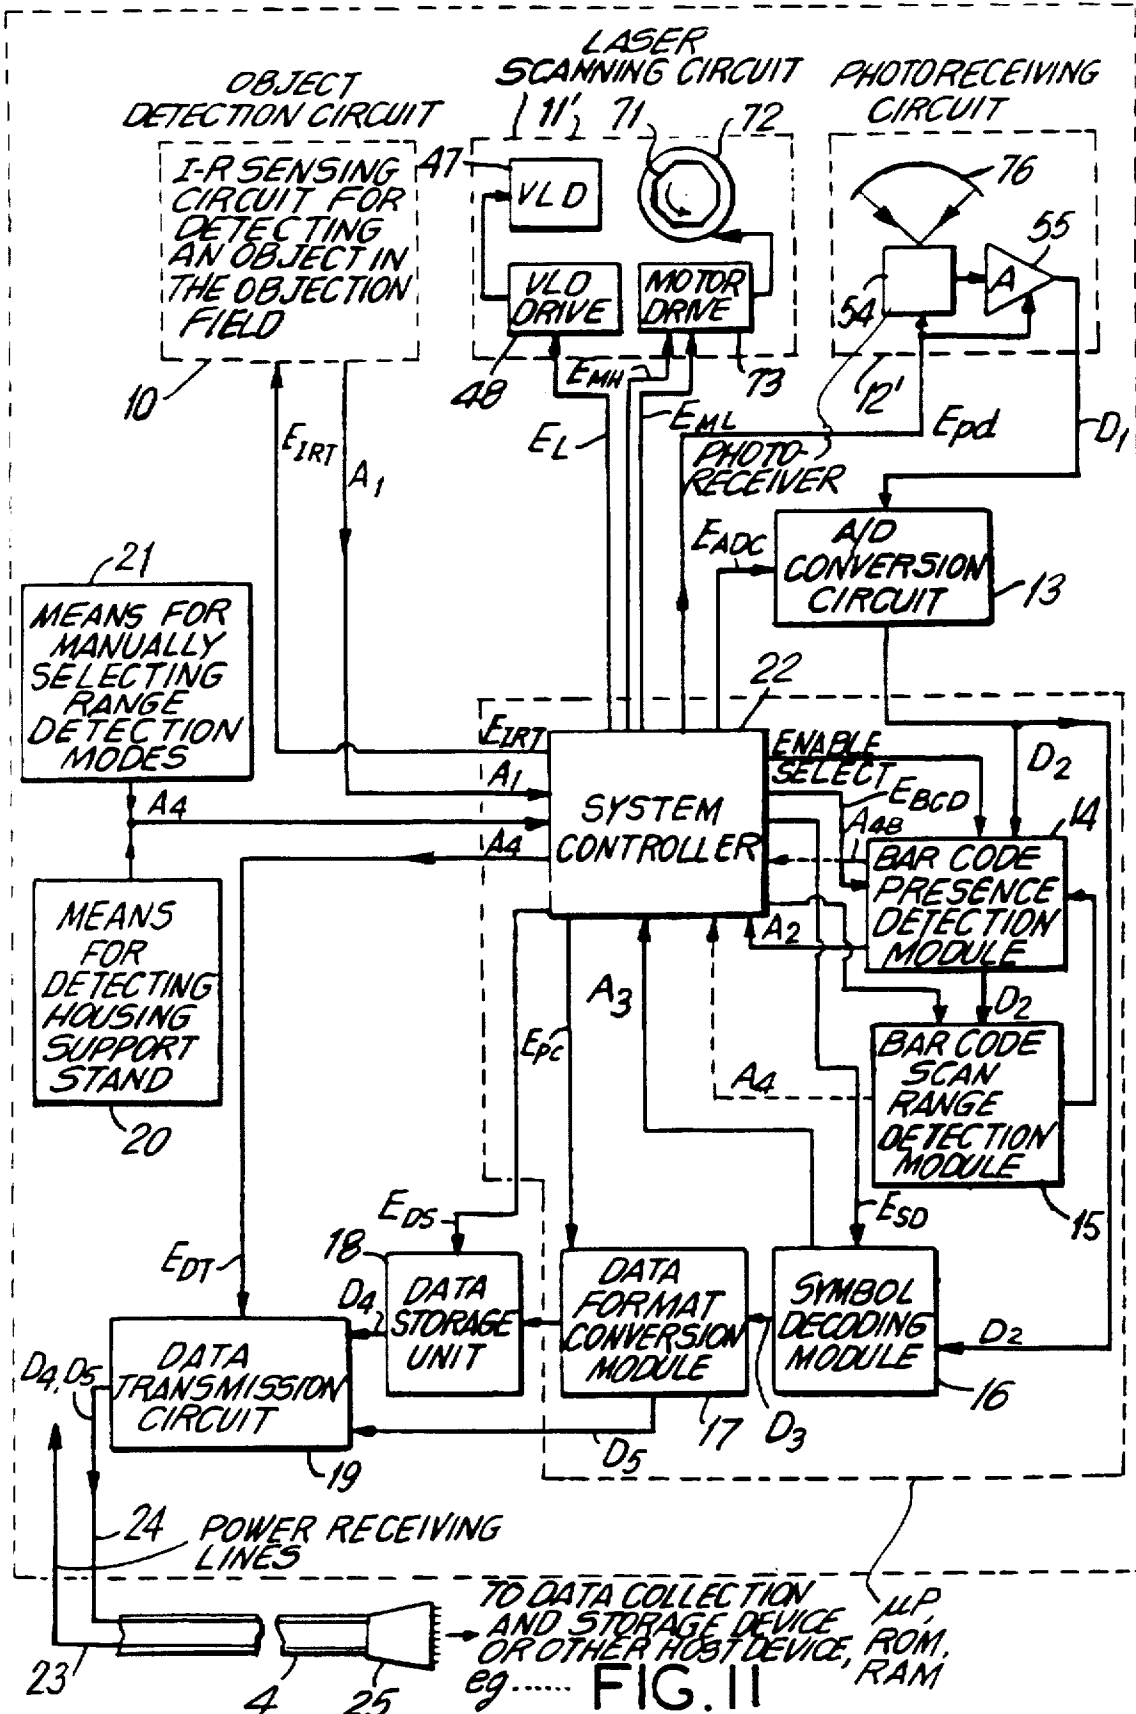 LASER
SCANNING CIRCUIT
OBJECT
DETECTION CIRCUIT
PHOTORECEIVING
CIRCUIT
11'
71
72
47
I-R SENSING
CIRCUIT FOR
DETECTING
AN OBJECT IN
THE OBJECTION
FIELD
VLD
76
55
A
54
VLD
DRIVE
MOTOR
DRIVE
10
48
EMH
73
12'
EIRT
A1
EL
EML
Epd
D1
PHOTO-
RECEIVER
EADC
A/D
CONVERSION
CIRCUIT
13
21
MEANS FOR
MANUALLY
SELECTING
RANGE
DETECTION
MODES
22
EIRT
A1
ENABLE
SELECT
D2
EBCD
A4
A4B
14
SYSTEM
CONTROLLER
A4
BAR CODE
PRESENCE
DETECTION
MODULE
MEANS
FOR
DETECTING
HOUSING
SUPPORT
STAND
20
A2
A3
D2
EPC
BAR CODE
SCAN
RANGE
DETECTION
MODULE
A4
15
EDS
ESD
EDT
18
DATA
STORAGE
UNIT
D4
DATA
FORMAT
CONVERSION
MODULE
SYMBOL
DECODING
MODULE
D2
D4, D5
DATA
TRANSMISSION
CIRCUIT
17
D3
16
D5
19
24
POWER RECEIVING
LINES
TO DATA COLLECTION
AND STORAGE DEVICE
OR OTHER HOST DEVICE,
eg......
μP,
ROM,
RAM
23
4
25
FIG. 11